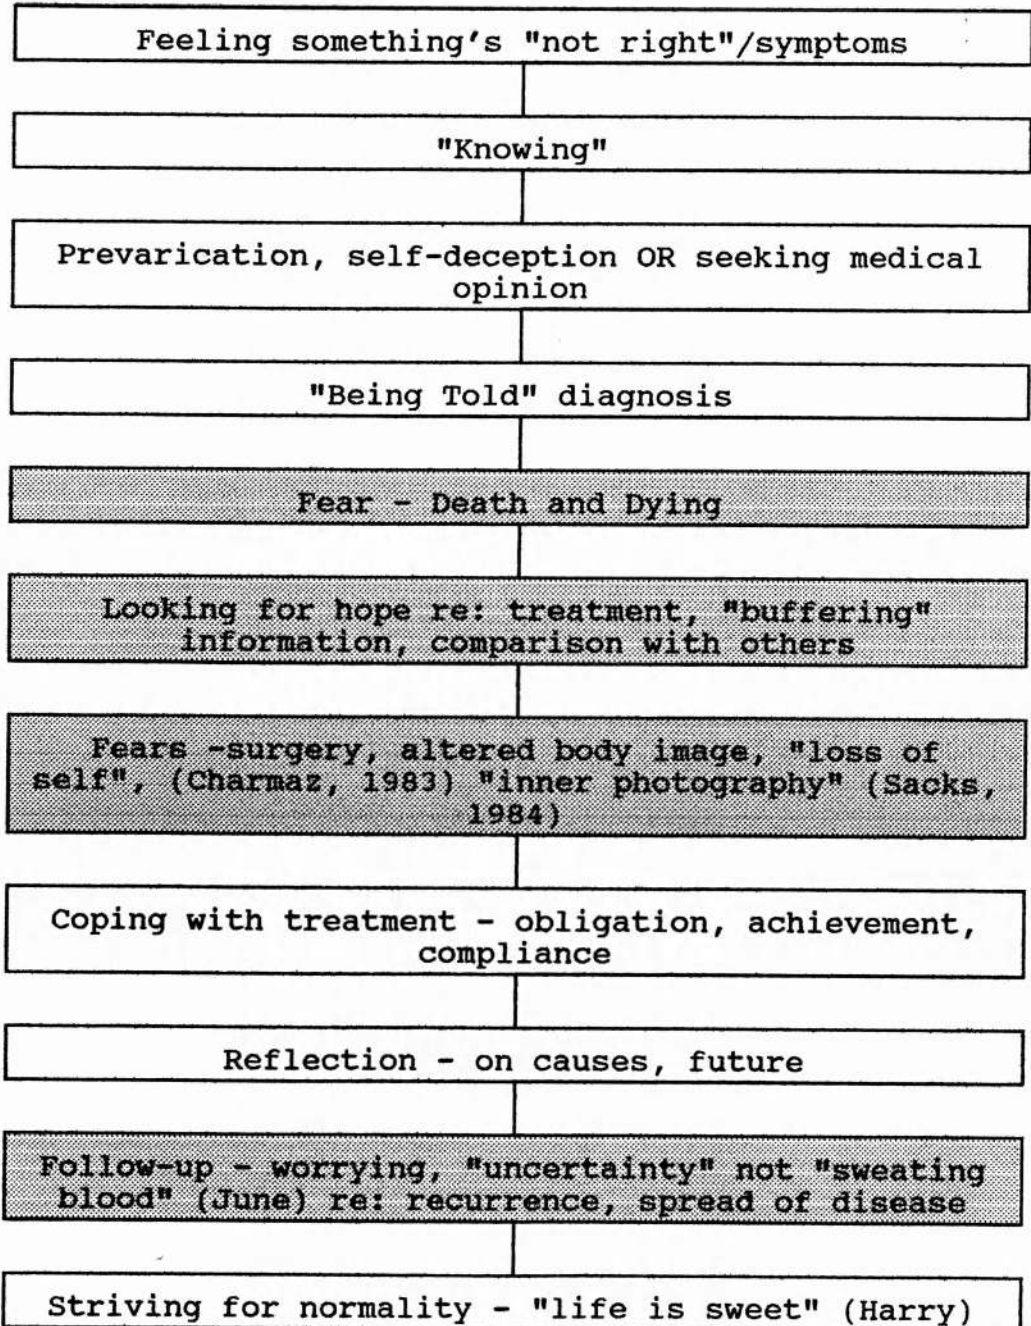 Feeling something's "not right"/symptoms
"Knowing"
Prevarication, self-deception OR seeking medical
opinion
"Being Told" diagnosis
Fear - Death and Dying
Looking for hope re: treatment, "buffering"
information, comparison with others
Fears -surgery, altered body image, "loss of
self", (Charmaz, 1983) "inner photography" (Sacks,
1984)
Coping with treatment - obligation, achievement,
compliance
Reflection - on causes, future
Follow-up - worrying, "uncertainty" not "sweating
blood" (June) re: recurrence, spread of disease
Striving for normality - "life is sweet" (Harry)